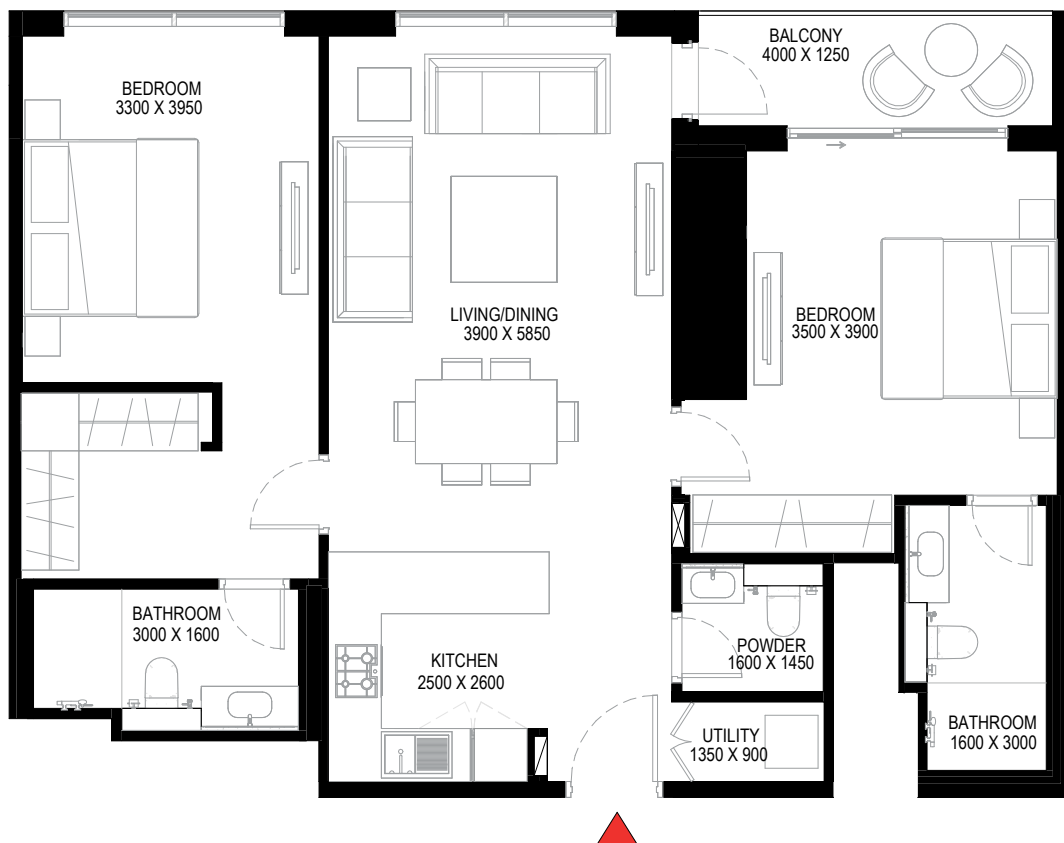 BALCONY
4000 X 1250
BEDROOM
3300 X 3950
LIVING/DINING
3900 X 5850
BEDROOM
3500 X 3900
BATHROOM
3000 X 1600
KITCHEN
2500 X 2600
POWDER
1600 X 1450
UTILITY
1350 X 900
BATHROOM
1600 X 3000